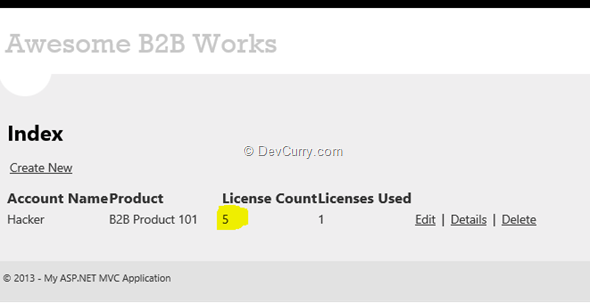 Awesome B2B Works
Index
© DevCurry.com
Create New
Account Name Product License Count Licenses Used
Hacker B2B Product 101 5 1 Edit | Details | Delete
© 2013 - My ASP.NET MVC Application